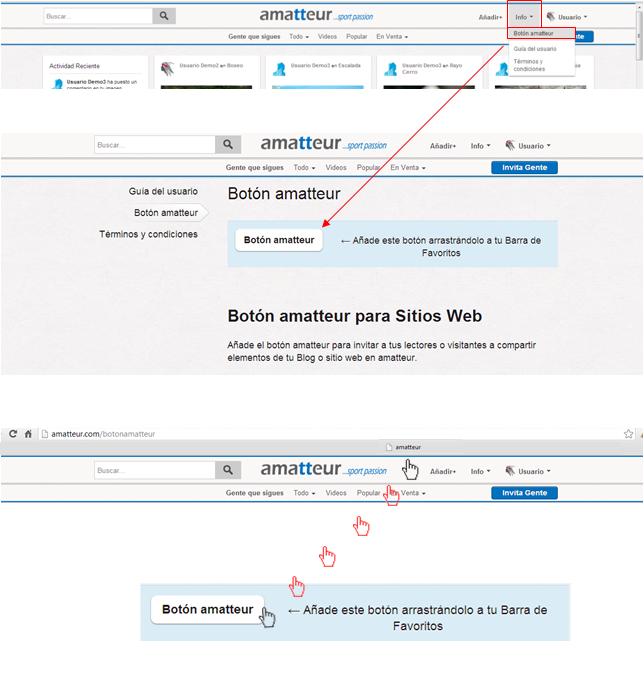 Buscar...
amatteur ...sport passion
Añadir+ Info Usuario
Botón amatteur
Gente que sigues Todo Videos Popular En Venta
Guía del usuario
Términos y
condiciones
Actividad Reciente
Usuario Demo3 ha puesto un
comentario en tu imagen
Usuario Demo2 en Boxeo
Usuario Demo3 en Escalada
Usuario Demo3 en Rayo
Cerro
Buscar...
amatteur ...sport passion
Añadir+ Info Usuario
Gente que sigues Todo Videos Popular En Venta Invita Gente
Guía del usuario
Botón amatteur
Términos y condiciones
Botón amatteur
Botón amatteur
← Añade este botón arrastrándolo a tu Barra de
Favoritos
Botón amatteur para Sitios Web
Añade el botón amatteur para invitar a tus lectores o visitantes a compartir
elementos de tu Blog o sitio web en amatteur.
amatteur.com/botonamatteur
amatteur
Buscar...
amatteur ...sport passion
Añadir+ Info Usuario
Gente que sigues Todo Videos Popular En Venta Invita Gente
Botón amatteur
← Añade este botón arrastrándolo a tu Barra de
Favoritos